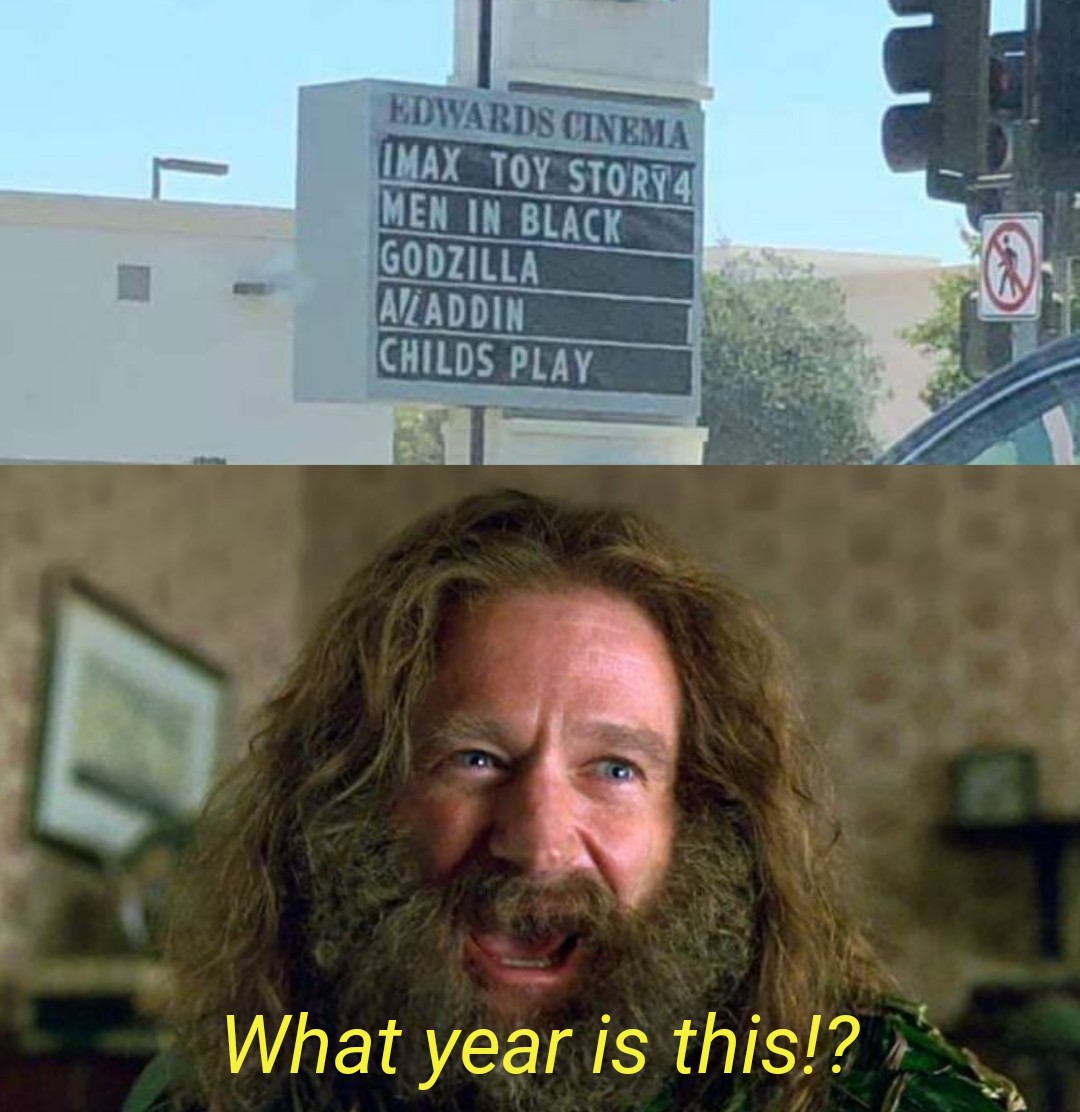 EDWARDS CINEMA
IMAX TOY STORY 4
MEN IN BLACK
GODZILLA
ALADDIN
CHILDS PLAY
What year is this!?